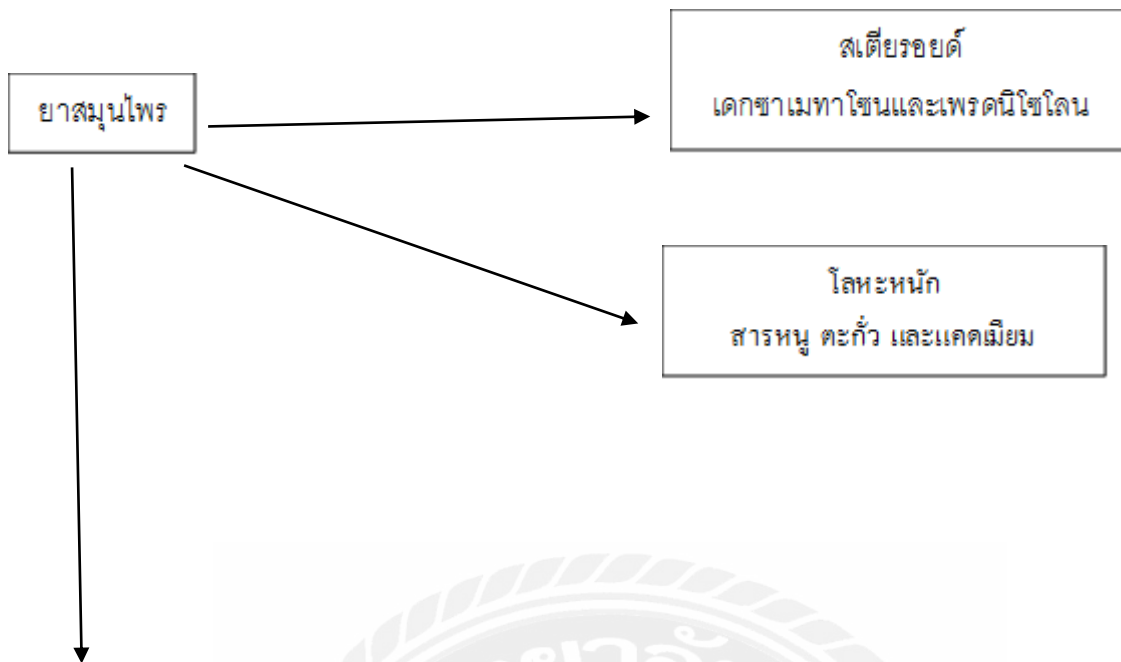 สเตียรอยด์
เดกซาเมทาโซนและเพรดนิโซโลน
ยาสมุนไพร
โลหะหนัก
สารหนู ตะกั่ว และแคดเมียม